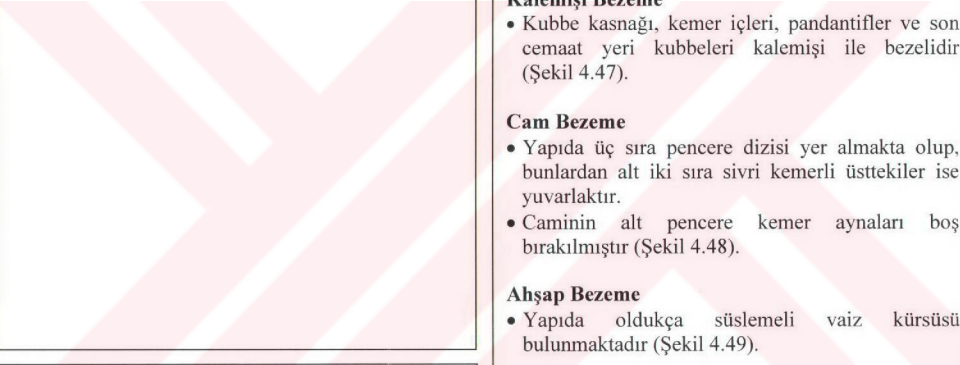 Kalemişi Bezeme
• Kubbe kasnağı, kemer içleri, pandantifler ve son
cemaat yeri kubbeleri kalemişi ile bezelidir
(Şekil 4.47).
Cam Bezeme
• Yapıda üç sıra pencere dizisi yer almakta olup,
bunlardan alt iki sıra sivri kemerli üsttekiler ise
yuvarlaktır.
• Caminin alt pencere kemer aynaları boş
bırakılmıştır (Şekil 4.48).
Ahşap Bezeme
• Yapıda oldukça süslemeli vaiz kürsüsü
bulunmaktadır (Şekil 4.49).